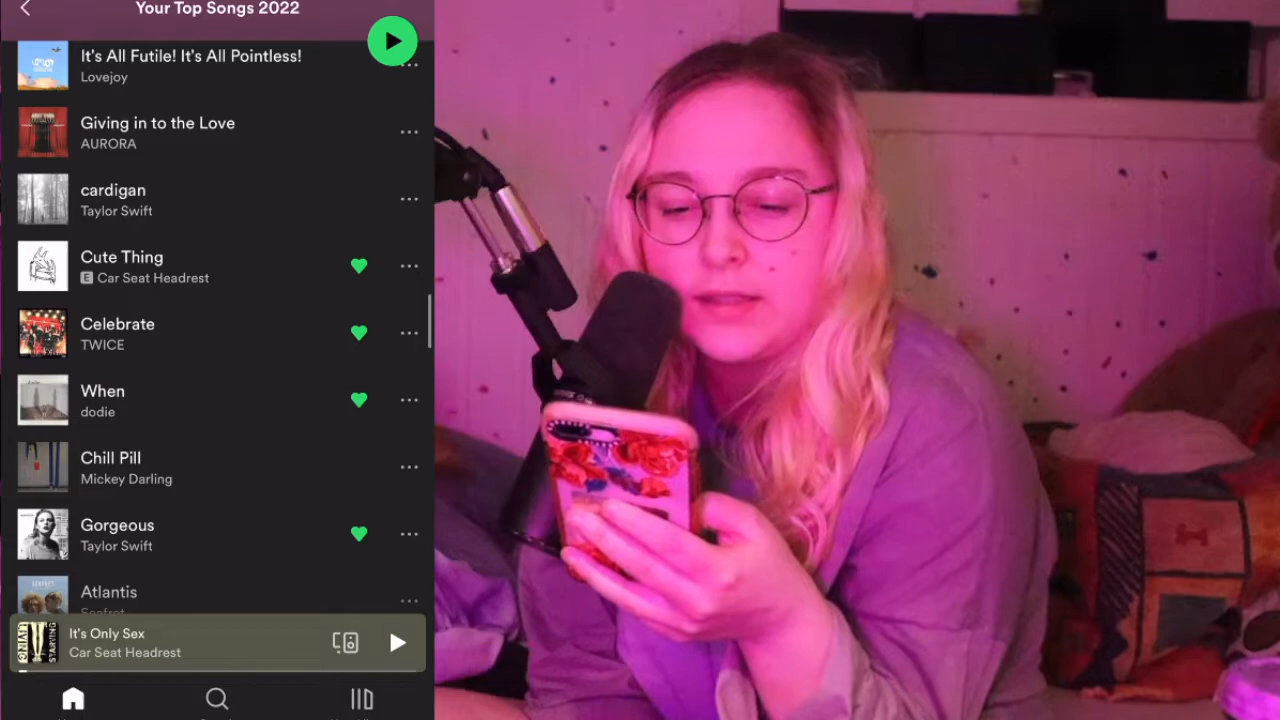 Your Top Songs 2022
It's All Futile! It's All Pointless!
Lovejoy
Giving in to the Love
AURORA
cardigan
Taylor Swift
Cute Thing
E Car Seat Headrest
Celebrate
TWICE
When
dodie
Chill Pill
Mickey Darling
Gorgeous
Taylor Swift
Atlantis
Seafret
It's Only Sex
Car Seat Headrest